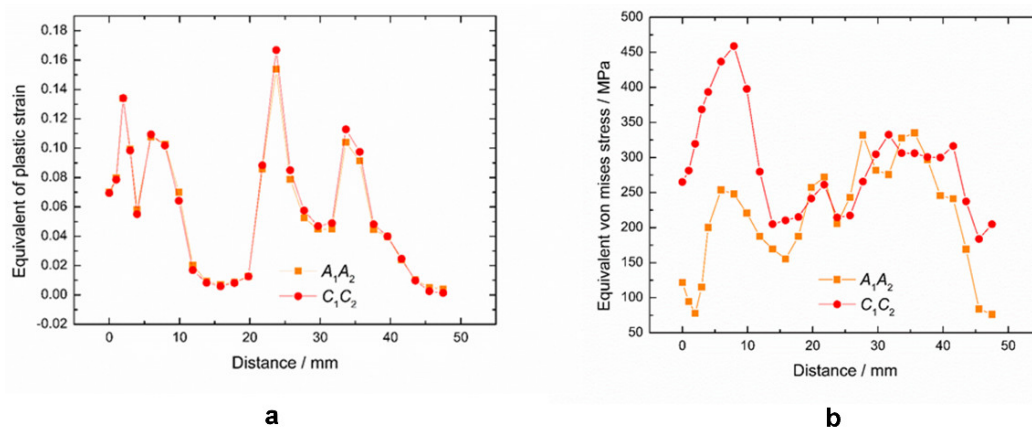 0.18
0.16
0.14
0.12
0.10
0.08
0.06
0.04
0.02
0.00
-0.02
Equivalent of plastic strain
A₁A₂
C₁C₂
0 10 20 30 40 50
Distance / mm
a
500
450
400
350
300
250
200
150
100
50
Equivalent von mises stress / MPa
A₁A₂
C₁C₂
0 10 20 30 40 50
Distance / mm
b